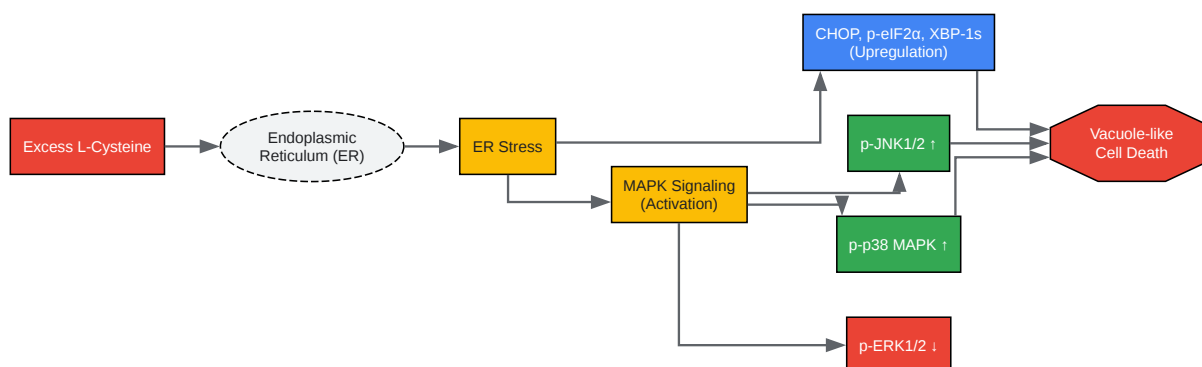 CHOP, p-eIF2α, XBP-1s
(Upregulation)
Excess L-Cysteine
Endoplasmic
Reticulum (ER)
ER Stress
p-JNK1/2 ↑
Vacuole-like
Cell Death
MAPK Signaling
(Activation)
p-p38 MAPK ↑
p-ERK1/2 ↓